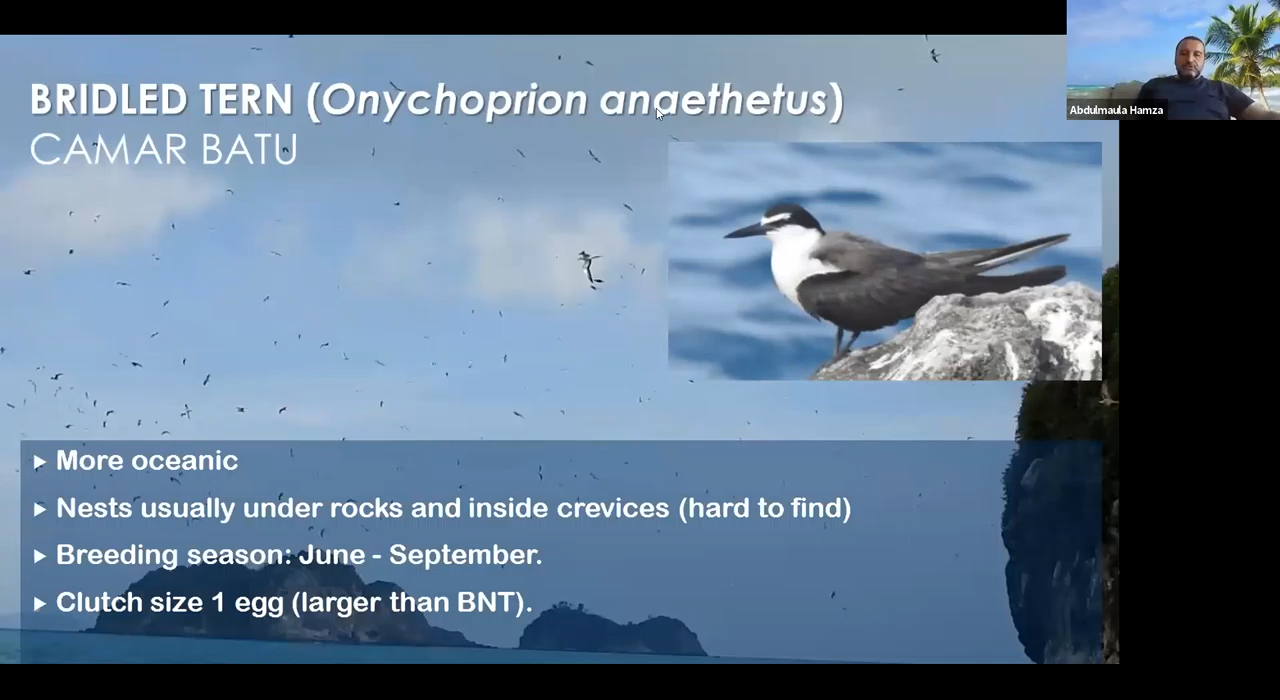 BRIDLED TERN (Onychoprion anaethetus)
CAMAR BATU
Abdulmaula Hamza
More oceanic
Nests usually under rocks and inside crevices (hard to find)
Breeding season: June - September.
Clutch size 1 egg (larger than BNT).